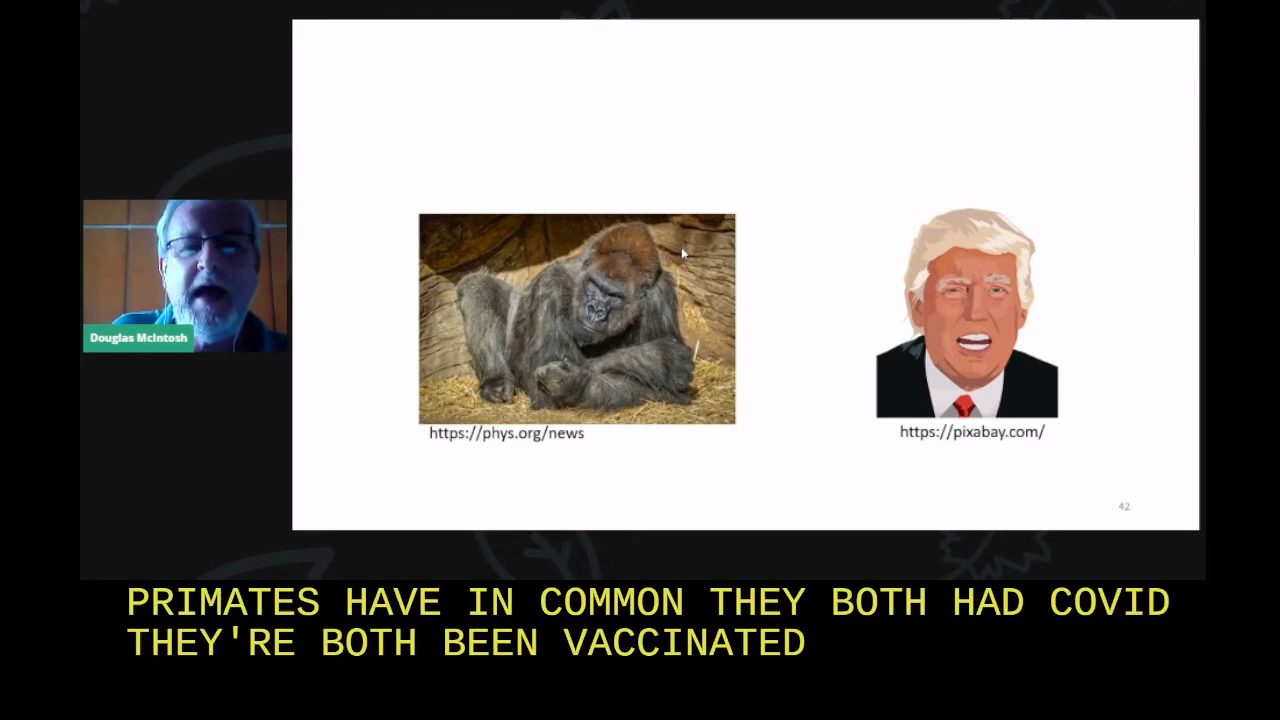 Douglas McIntosh
https://phys.org/news
https://pixabay.com/
42
PRIMATES HAVE IN COMMON THEY BOTH HAD COVID
THEY'RE BOTH BEEN VACCINATED